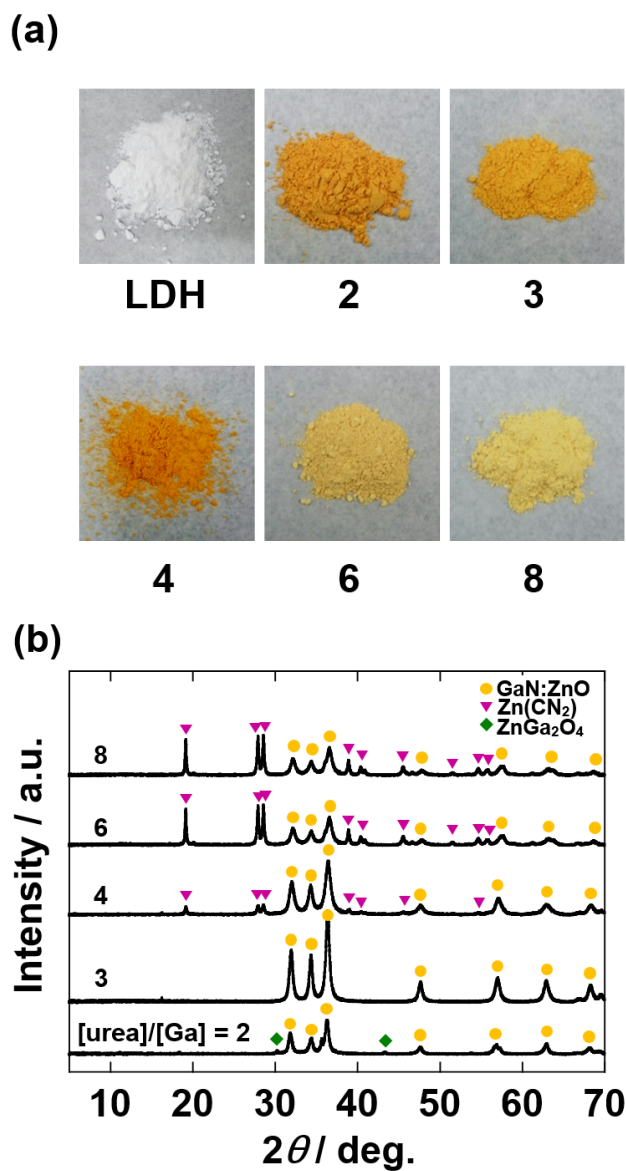 (a)
LDH 2 3
4 6 8
(b)
GaN:ZnO
Zn(CN₂)
ZnGa₂O₄
8
6
4
3
[urea]/[Ga] = 2
Intensity / a.u.
10 20 30 40 50 60 70
2θ / deg.